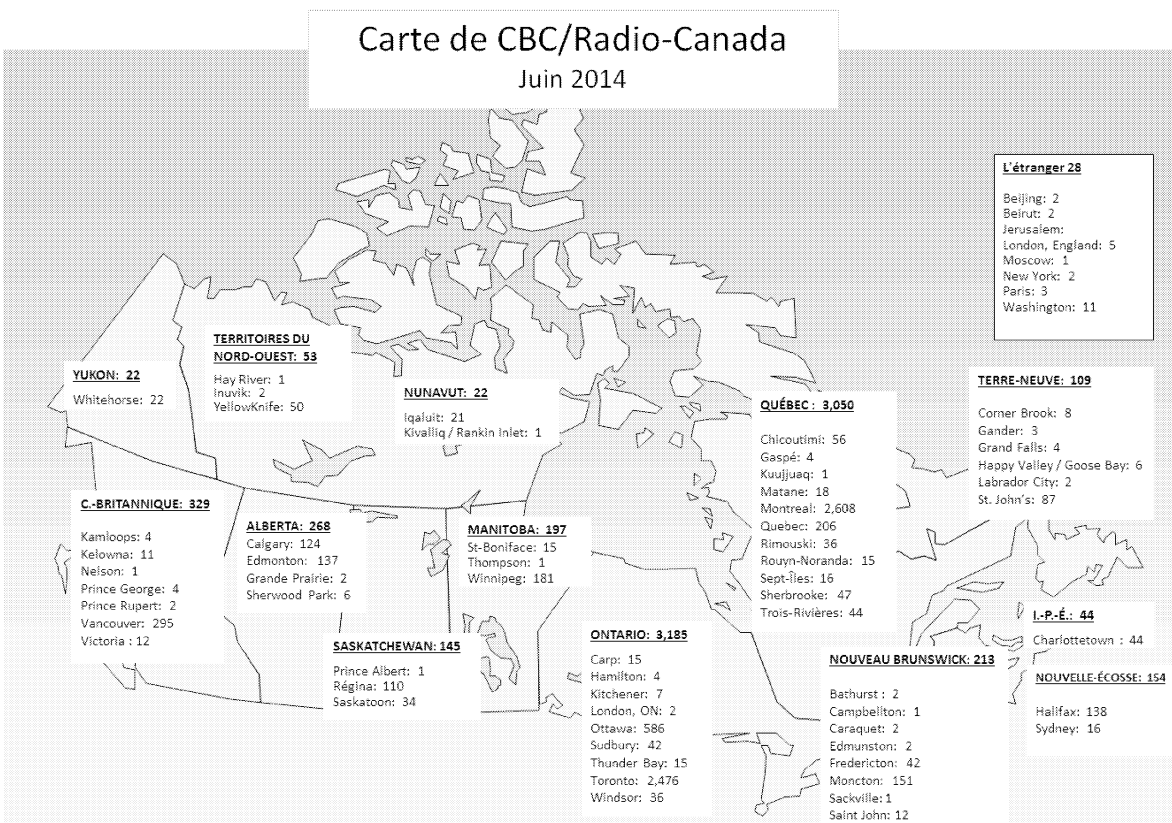 Carte de CBC/Radio-Canada
Juin 2014
L'étranger 28
Beijing: 2
Beirut: 2
Jerusalem:
London, England: 5
Moscow: 1
New York: 2
Paris: 3
Washington: 11
YUKON: 22
Whitehorse: 22
TERRITOIRES DU
NORD-OUEST: 53
Hay River: 1
Inuvik: 2
YellowKnife: 50
NUNAVUT: 22
Iqaluit: 21
Kivalliq / Rankin Inlet: 1
QUÉBEC : 3,050
Chicoutimi: 56
Gaspé: 4
Kuujjuaq: 1
Matane: 18
Montreal: 2,608
Quebec: 206
Rimouski: 36
Rouyn-Noranda: 15
Sept-Îles: 16
Sherbrooke: 47
Trois-Rivières: 44
TERRE-NEUVE: 109
Corner Brook: 8
Gander: 3
Grand Falls: 4
Happy Valley / Goose Bay: 6
Labrador City: 2
St. John's: 87
C.-BRITANNIQUE: 329
Kamloops: 4
Kelowna: 11
Nelson: 1
Prince George: 4
Prince Rupert: 2
Vancouver: 295
Victoria : 12
ALBERTA: 268
Calgary: 124
Edmonton: 137
Grande Prairie: 2
Sherwood Park: 6
MANITOBA: 197
St-Boniface: 15
Thompson: 1
Winnipeg: 181
SASKATCHEWAN: 145
Prince Albert: 1
Régina: 110
Saskatoon: 34
ONTARIO: 3,185
Carp: 15
Hamilton: 4
Kitchener: 7
London, ON: 2
Ottawa: 586
Sudbury: 42
Thunder Bay: 15
Toronto: 2,476
Windsor: 36
NOUVEAU BRUNSWICK: 213
Bathurst : 2
Campbellton: 1
Caraquet: 2
Edmunston: 2
Fredericton: 42
Moncton: 151
Sackville: 1
Saint John: 12
I.-P.-É.: 44
Charlottetown : 44
NOUVELLE-ÉCOSSE: 154
Halifax: 138
Sydney: 16